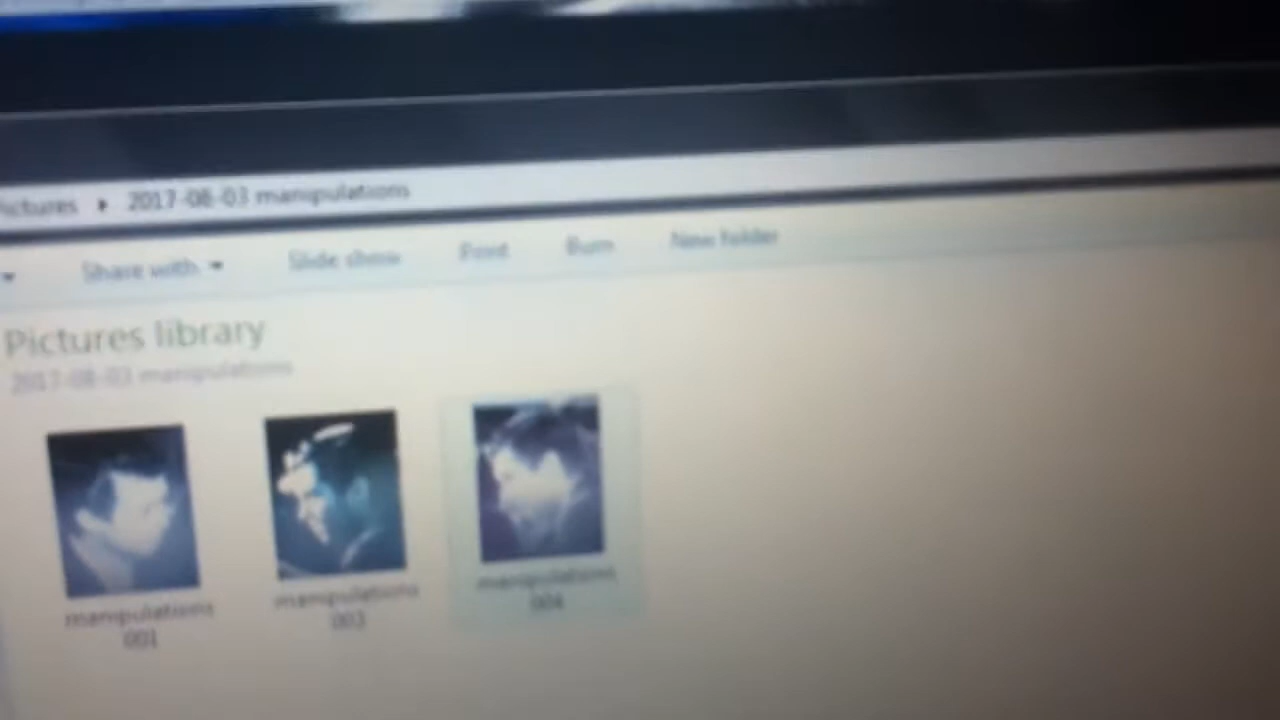 Pictures ▸ 2017-08-03 manipulations
Share with Slide show Print Burn New folder
Pictures library
2017-08-03 manipulations
manipulations
001
manipulations
003
manipulations
004